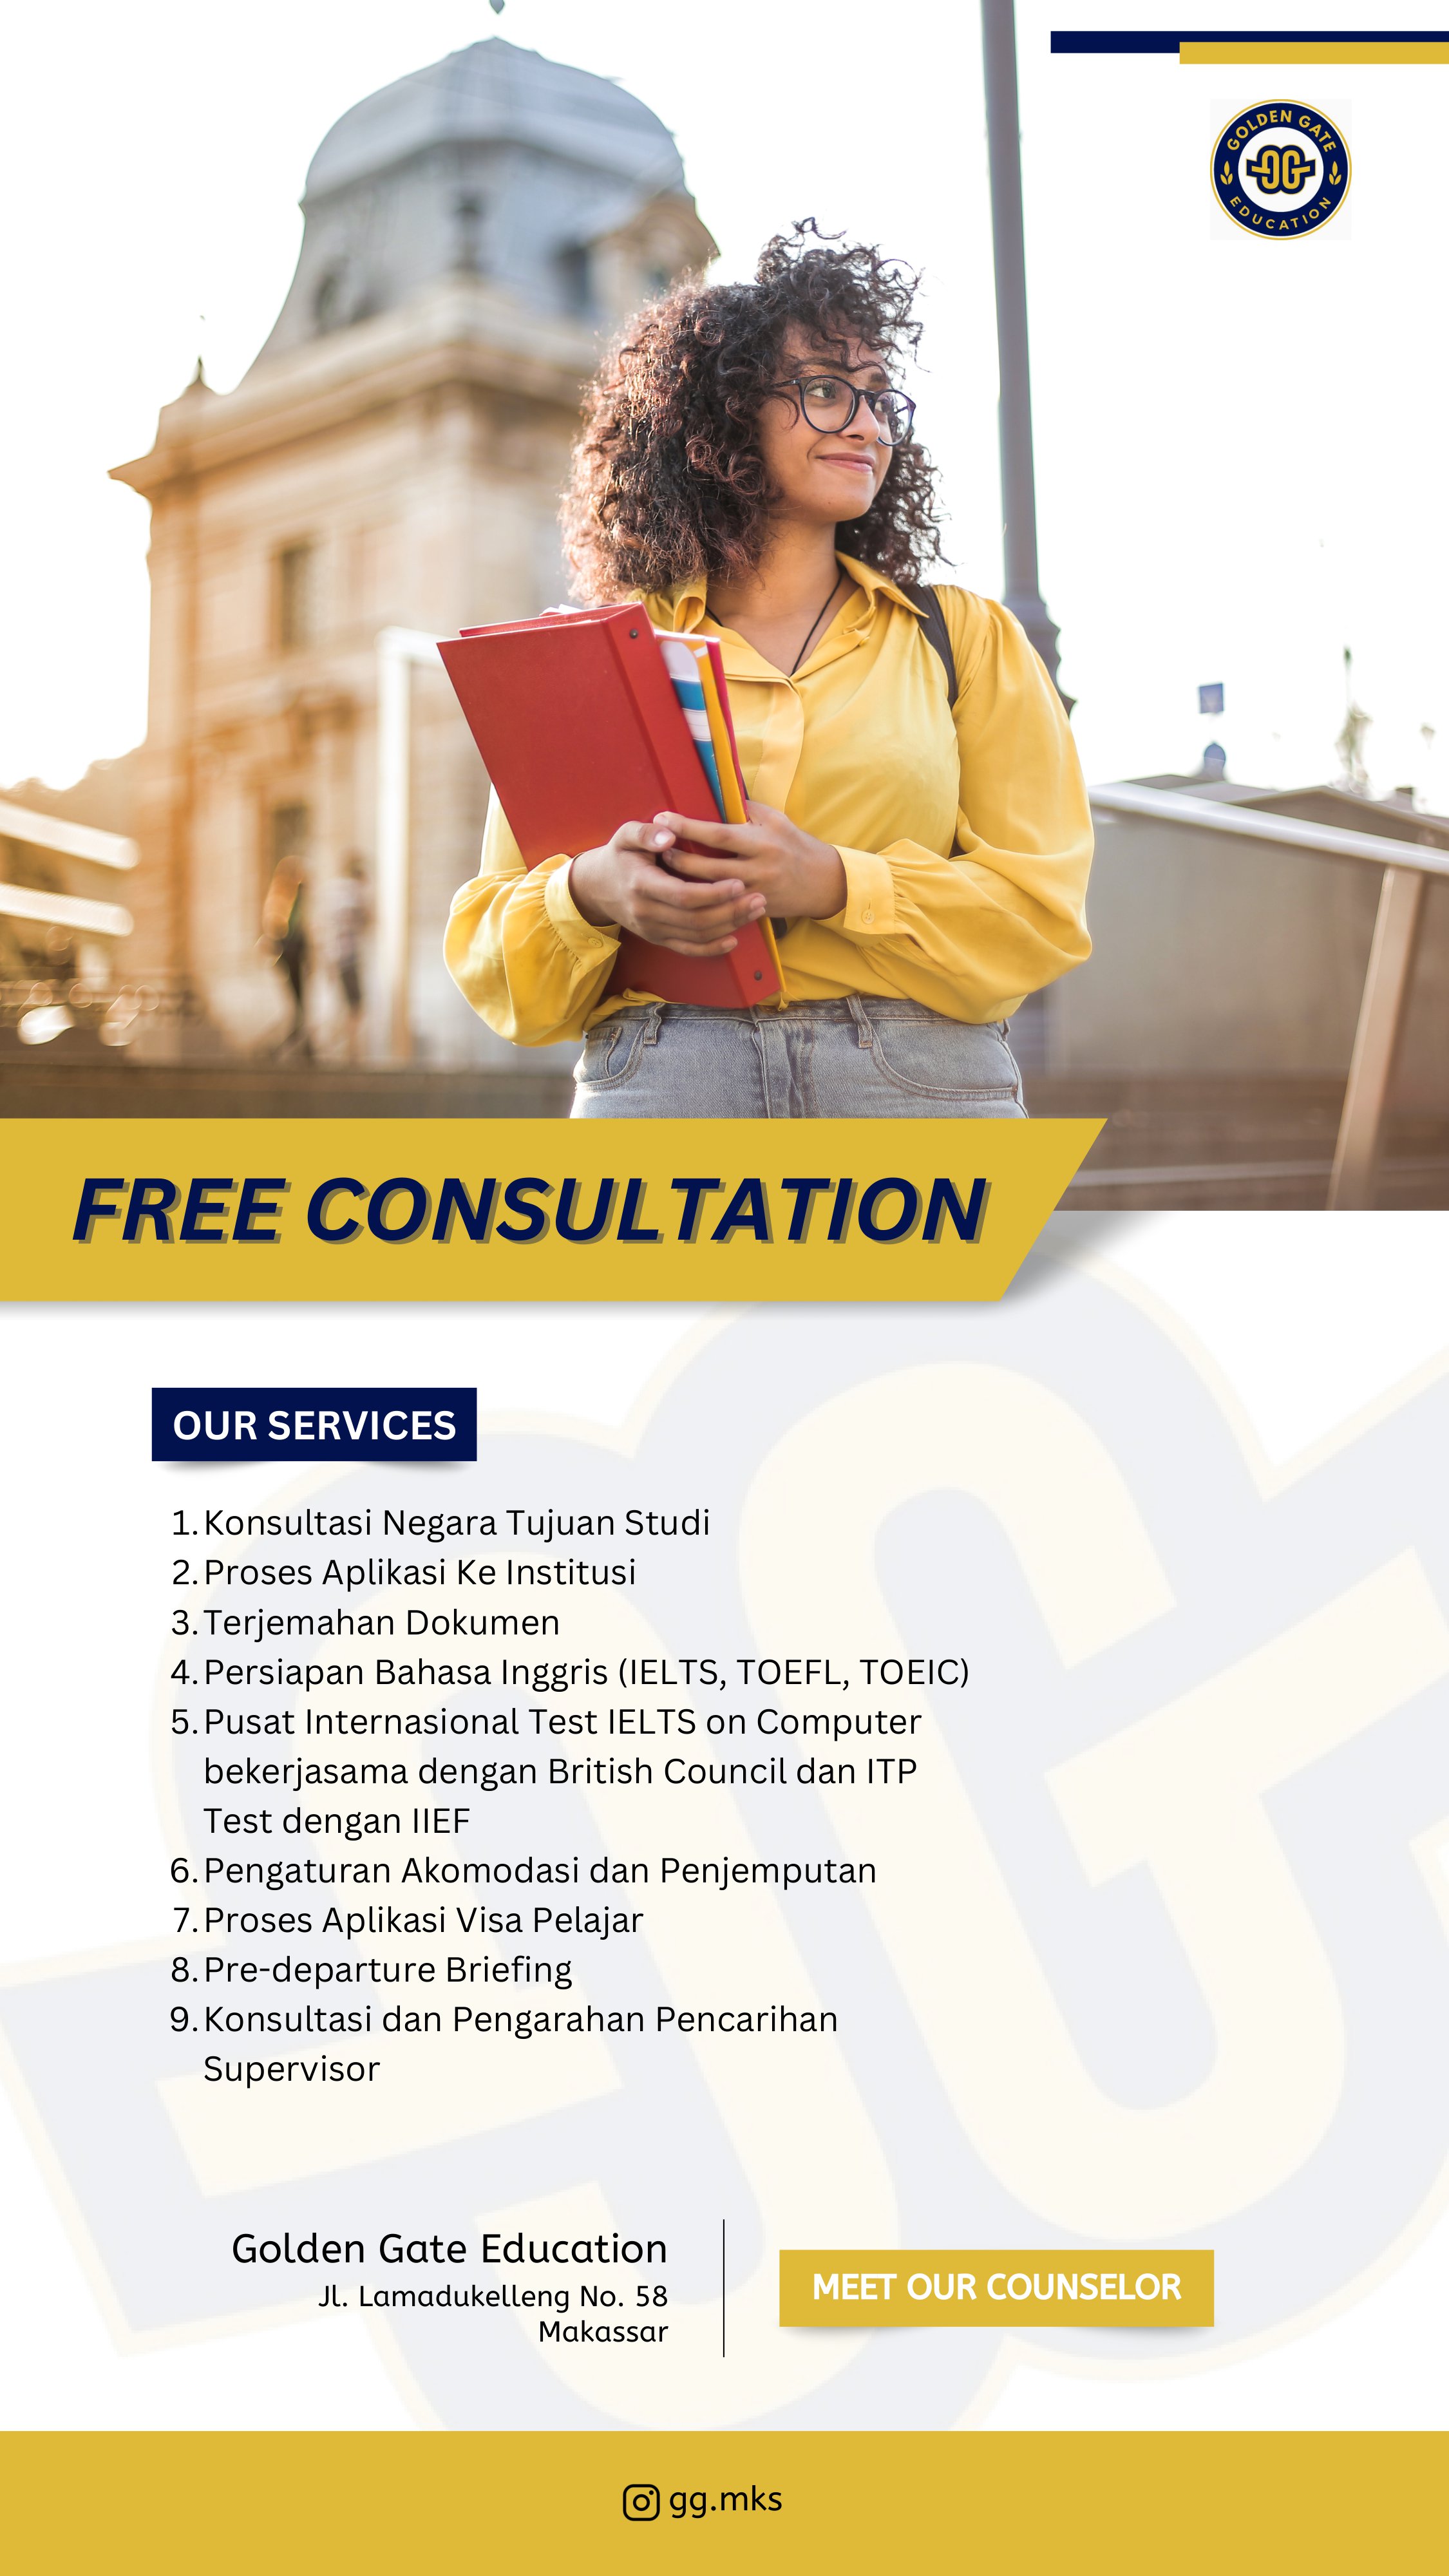 GOLDEN GATE
EDUCATION
FREE CONSULTATION
OUR SERVICES
1. Konsultasi Negara Tujuan Studi
2. Proses Aplikasi Ke Institusi
3. Terjemahan Dokumen
4. Persiapan Bahasa Inggris (IELTS, TOEFL, TOEIC)
5. Pusat Internasional Test IELTS on Computer
bekerjasama dengan British Council dan ITP
Test dengan IIEF
6. Pengaturan Akomodasi dan Penjemputan
7. Proses Aplikasi Visa Pelajar
8. Pre-departure Briefing
9. Konsultasi dan Pengarahan Pencarihan
Supervisor
Golden Gate Education
Jl. Lamadukelleng No. 58
Makassar
MEET OUR COUNSELOR
gg.mks